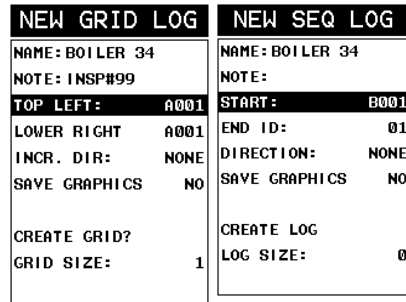 NEW GRID LOG
NAME:BOILER 34
NOTE:INSP#99
TOP LEFT: A001
LOWER RIGHT A001
INCR. DIR: NONE
SAVE GRAPHICS NO
CREATE GRID?
GRID SIZE: 1
NEW SEQ LOG
NAME:BOILER 34
NOTE:
START: B001
END ID: 01
DIRECTION: NONE
SAVE GRAPHICS NO
CREATE LOG
LOG SIZE: 0